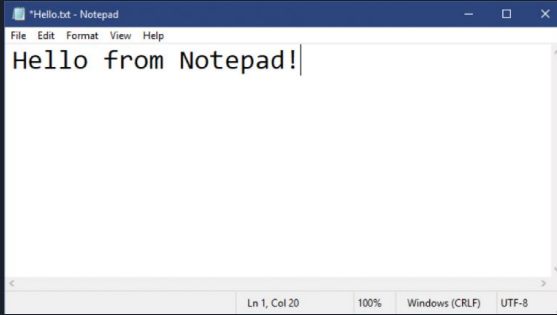 *Hello.txt - Notepad
File Edit Format View Help
Hello from Notepad!
Ln 1, Col 20 100% Windows (CRLF) UTF-8